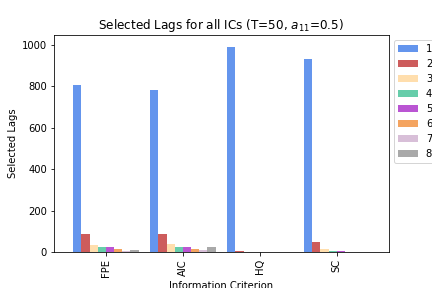 Selected Lags for all ICs (T=50, a₁₁=0.5)
1000
800
600
400
200
0
Selected Lags
FPE
AIC
HQ
SC
Information Criterion
1
2
3
4
5
6
7
8